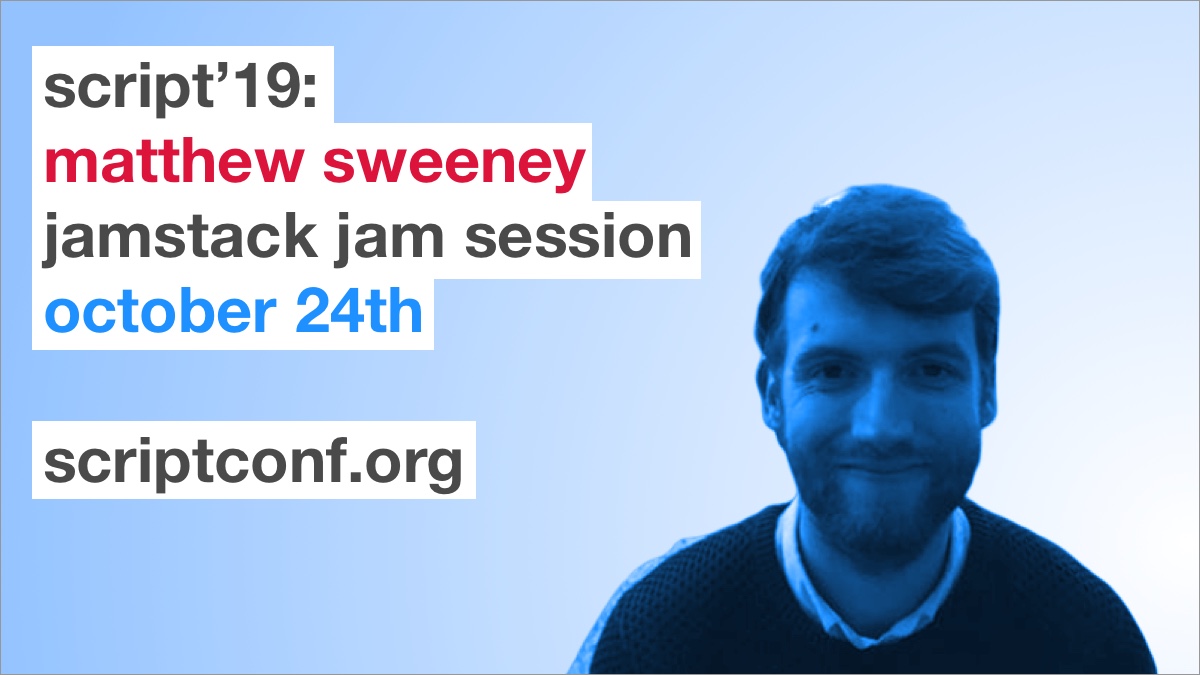 script’19:
matthew sweeney
jamstack jam session
october 24th
scriptconf.org